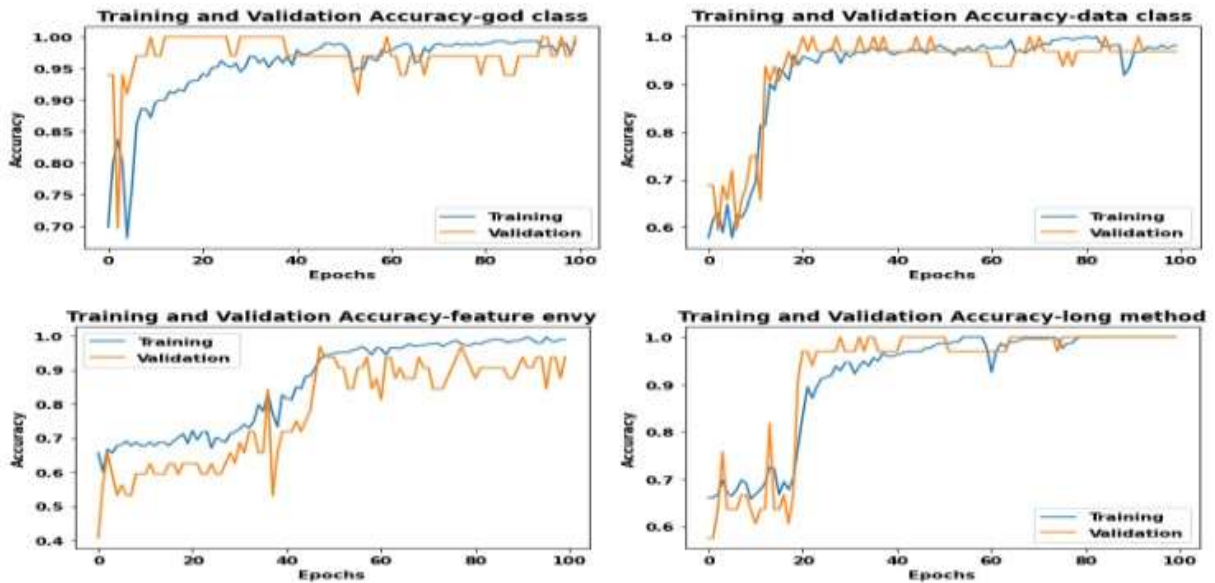 Training and Validation Accuracy-god class
1.00
0.95
0.90
0.85
0.80
0.75
0.70
Accuracy
Training
Validation
0 20 40 60 80 100
Epochs
Training and Validation Accuracy-data class
1.0
0.9
0.8
0.7
0.6
Accuracy
Training
Validation
0 20 40 60 80 100
Epochs
Training and Validation Accuracy-feature envy
1.0
0.9
0.8
0.7
0.6
0.5
0.4
Accuracy
Training
Validation
0 20 40 60 80 100
Epochs
Training and Validation Accuracy-long method
1.0
0.9
0.8
0.7
0.6
Accuracy
Training
Validation
0 20 40 60 80 100
Epochs